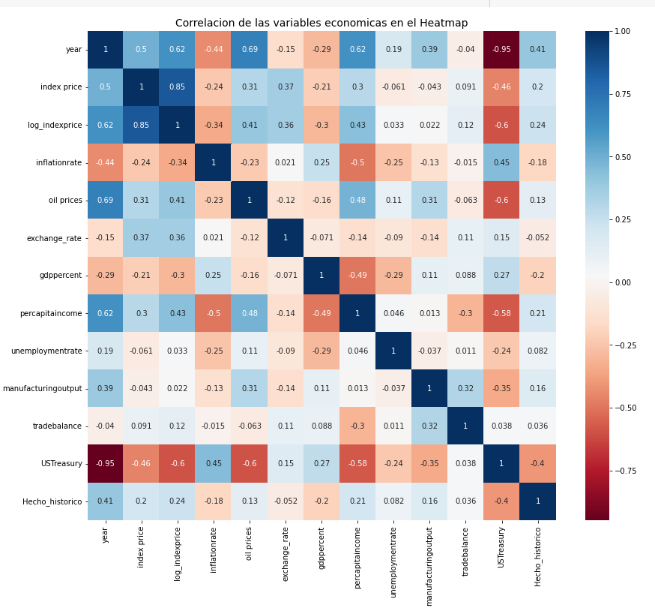 Correlacion de las variables economicas en el Heatmap
year 1 0.5 0.62 -0.44 0.69 -0.15 -0.29 0.62 0.19 0.39 -0.04 -0.95 0.41
index price 0.5 1 0.85 -0.24 0.31 0.37 -0.21 0.3 -0.061 -0.043 0.091 -0.46 0.2
log_indexprice 0.62 0.85 1 -0.34 0.41 0.36 -0.3 0.43 0.033 0.022 0.12 -0.6 0.24
inflationrate -0.44 -0.24 -0.34 1 -0.23 0.021 0.25 -0.5 -0.25 -0.13 -0.015 0.45 -0.18
oil prices 0.69 0.31 0.41 -0.23 1 -0.12 -0.16 0.48 0.11 0.31 -0.063 -0.6 0.13
exchange_rate -0.15 0.37 0.36 0.021 -0.12 1 -0.071 -0.14 -0.09 -0.14 0.11 0.15 -0.052
gdppercent -0.29 -0.21 -0.3 0.25 -0.16 -0.071 1 -0.49 -0.29 0.11 0.088 0.27 -0.2
percapitaincome 0.62 0.3 0.43 -0.5 0.48 -0.14 -0.49 1 0.046 0.013 -0.3 -0.58 0.21
unemploymentrate 0.19 -0.061 0.033 -0.25 0.11 -0.09 -0.29 0.046 1 -0.037 0.011 -0.24 0.082
manufacturingoutput 0.39 -0.043 0.022 -0.13 0.31 -0.14 0.11 0.013 -0.037 1 0.32 -0.35 0.16
tradebalance -0.04 0.091 0.12 -0.015 -0.063 0.11 0.088 -0.3 0.011 0.32 1 0.038 0.036
USTreasury -0.95 -0.46 -0.6 0.45 -0.6 0.15 0.27 -0.58 -0.24 -0.35 0.038 1 -0.4
Hecho_historico 0.41 0.2 0.24 -0.18 0.13 -0.052 -0.2 0.21 0.082 0.16 0.036 -0.4 1
year
index price
log_indexprice
inflationrate
oil prices
exchange_rate
gdppercent
percapitaincome
unemploymentrate
manufacturingoutput
tradebalance
USTreasury
Hecho_historico
1.00
0.75
0.50
0.25
0.00
−0.25
−0.50
−0.75